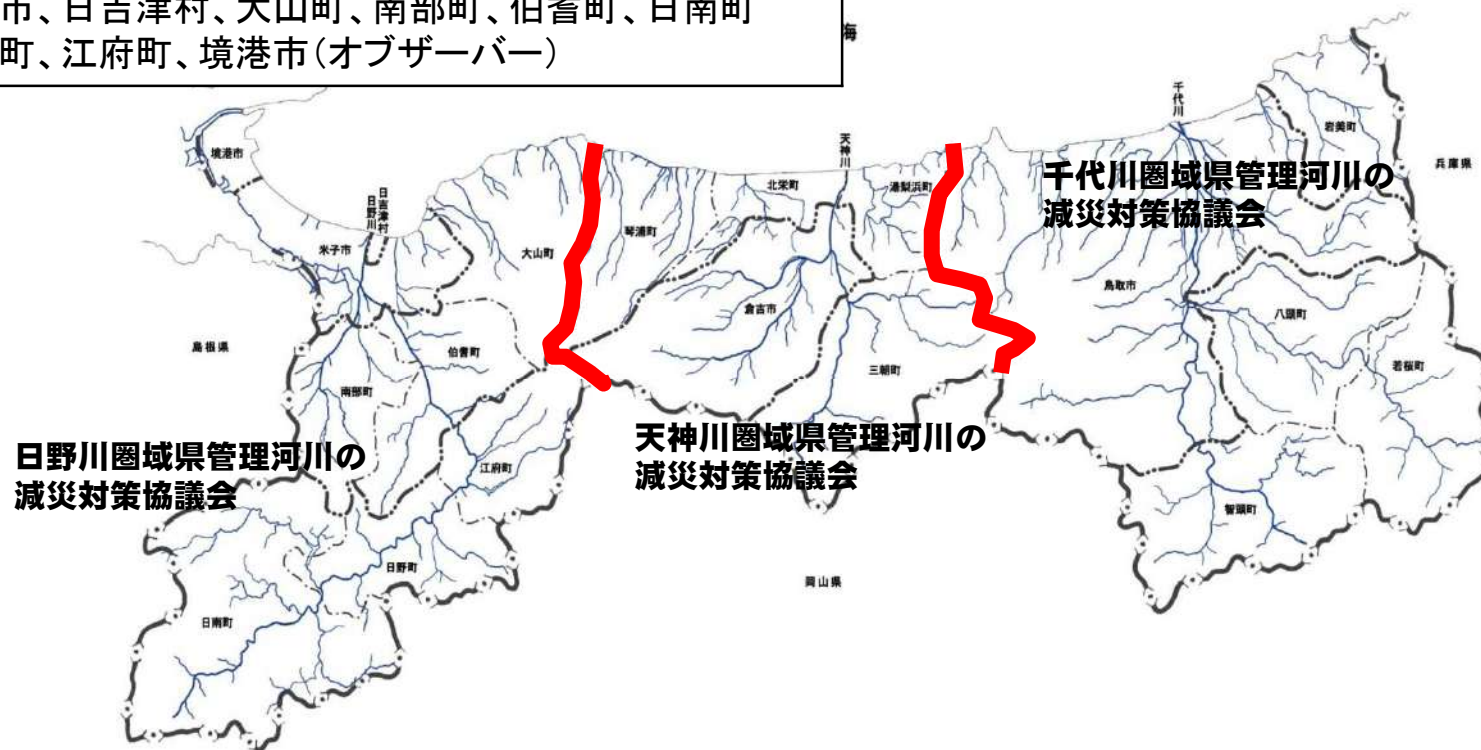 市、日吉津村、大山町、南部町、伯耆町、日南町
町、江府町、境港市(オブザーバー)
海
千代川
岩美町
兵庫県
境港市
天神川
北栄町
湯梨浜町
千代川圏域県管理河川の
減災対策協議会
日吉津村
日野川
米子市
大山町
琴浦町
鳥取市
八頭町
倉吉市
島根県
伯耆町
三朝町
若桜町
南部町
日野川圏域県管理河川の
減災対策協議会
天神川圏域県管理河川の
減災対策協議会
江府町
智頭町
日野町
岡山県
日南町